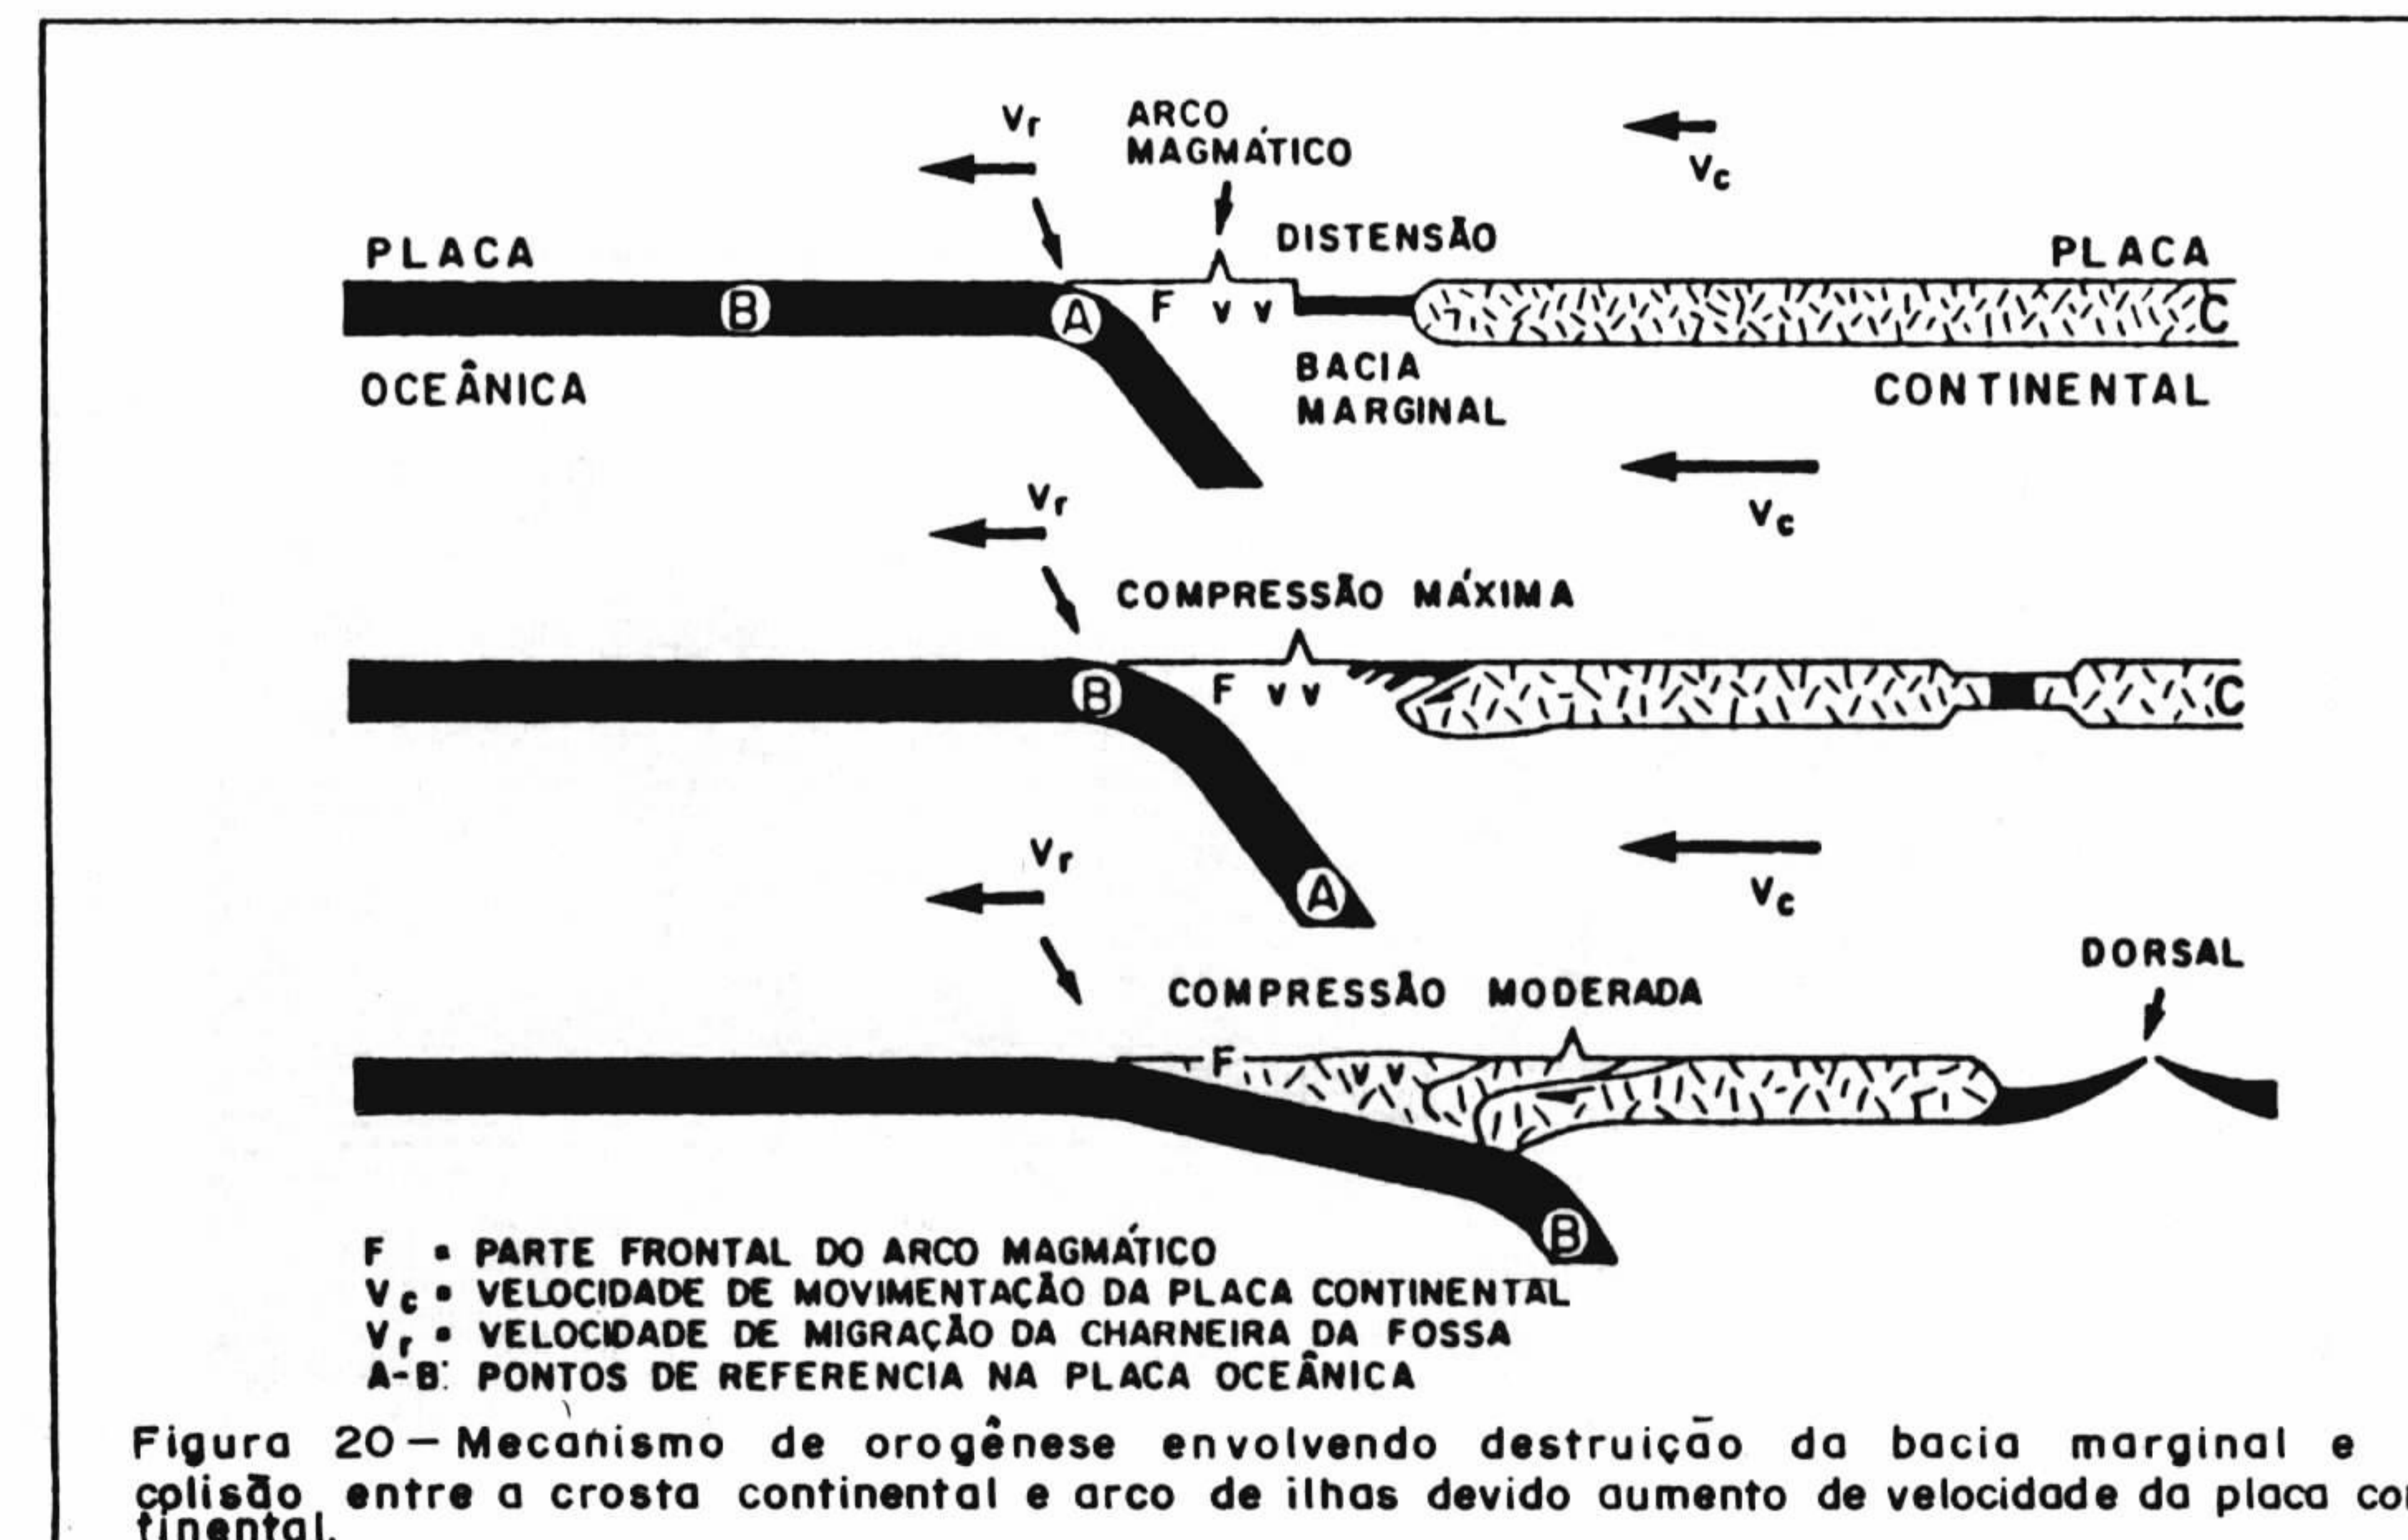 Vr
ARCO
MAGMÁTICO
Vc
DISTENSÃO
PLACA
PLACA
B
A
F v v
C
OCEÂNICA
BACIA
MARGINAL
CONTINENTAL
Vr
Vc
COMPRESSÃO MÁXIMA
B
F v v
C
A
Vr
Vc
DORSAL
COMPRESSÃO MODERADA
F
v v
B
F = PARTE FRONTAL DO ARCO MAGMÁTICO
Vc = VELOCIDADE DE MOVIMENTAÇÃO DA PLACA CONTINENTAL
Vr = VELOCIDADE DE MIGRAÇÃO DA CHARNEIRA DA FOSSA
A-B: PONTOS DE REFERENCIA NA PLACA OCEÂNICA
Figura 20 — Mecanismo de orogênese envolvendo destruição da bacia marginal e
colisão entre a crosta continental e arco de ilhas devido aumento de velocidade da placa con
tinental.